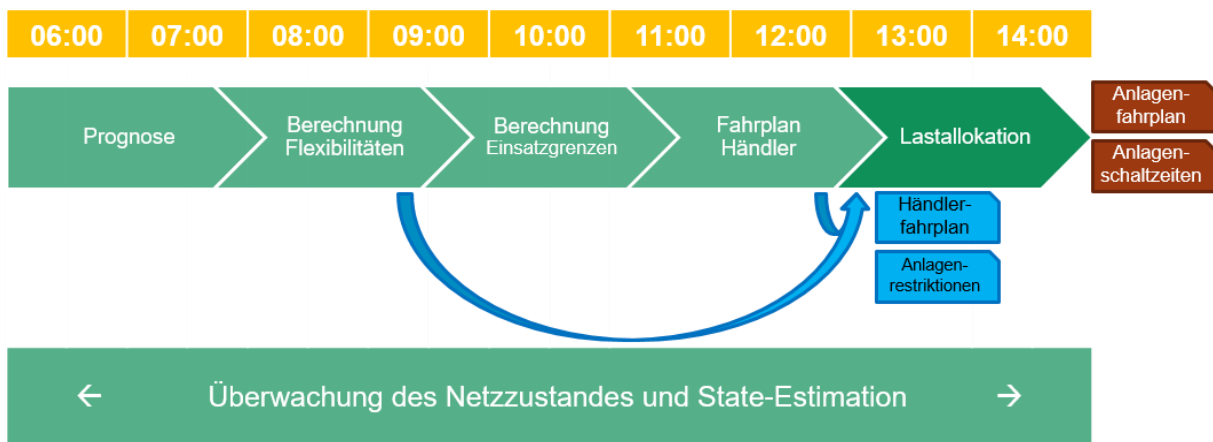 06:00 07:00 08:00 09:00 10:00 11:00 12:00 13:00 14:00
Prognose
Berechnung
Flexibilitäten
Berechnung
Einsatzgrenzen
Fahrplan
Händler
Lastallokation
Anlagen-
fahrplan
Anlagen-
schaltzeiten
Händler-
fahrplan
Anlagen-
restriktionen
← Überwachung des Netzzustandes und State-Estimation →